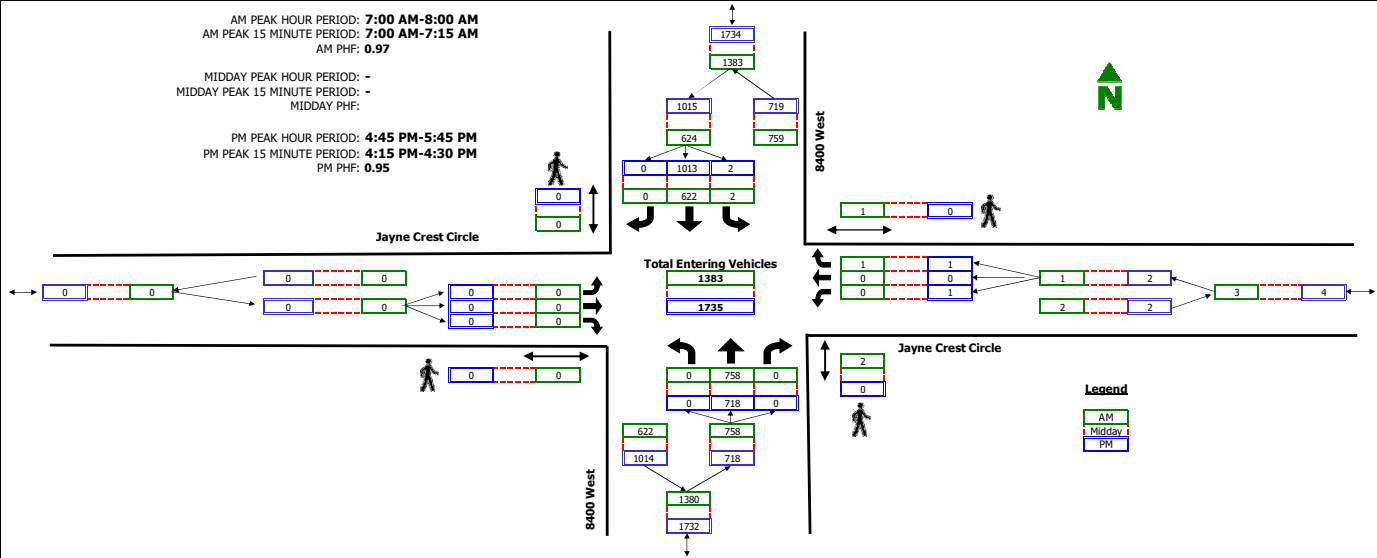 AM PEAK HOUR PERIOD: 7:00 AM-8:00 AM
AM PEAK 15 MINUTE PERIOD: 7:00 AM-7:15 AM
AM PHF: 0.97
MIDDAY PEAK HOUR PERIOD: -
MIDDAY PEAK 15 MINUTE PERIOD: -
MIDDAY PHF:
PM PEAK HOUR PERIOD: 4:45 PM-5:45 PM
PM PEAK 15 MINUTE PERIOD: 4:15 PM-4:30 PM
PM PHF: 0.95
1734
1383
1015 719
624 759
0 1013 2
0 622 2
8400 West
N
0
0
1 0
Jayne Crest Circle
Total Entering Vehicles
1383
1735
0 0
0 0
0 0
0 0
0 0
0 0
1 1
0 0
0 1
1 2
2 2
3 4
Jayne Crest Circle
0 0
0 758 0
0 718 0
622 758
1014 718
1380
1732
8400 West
2
0
Legend
AM
Midday
PM